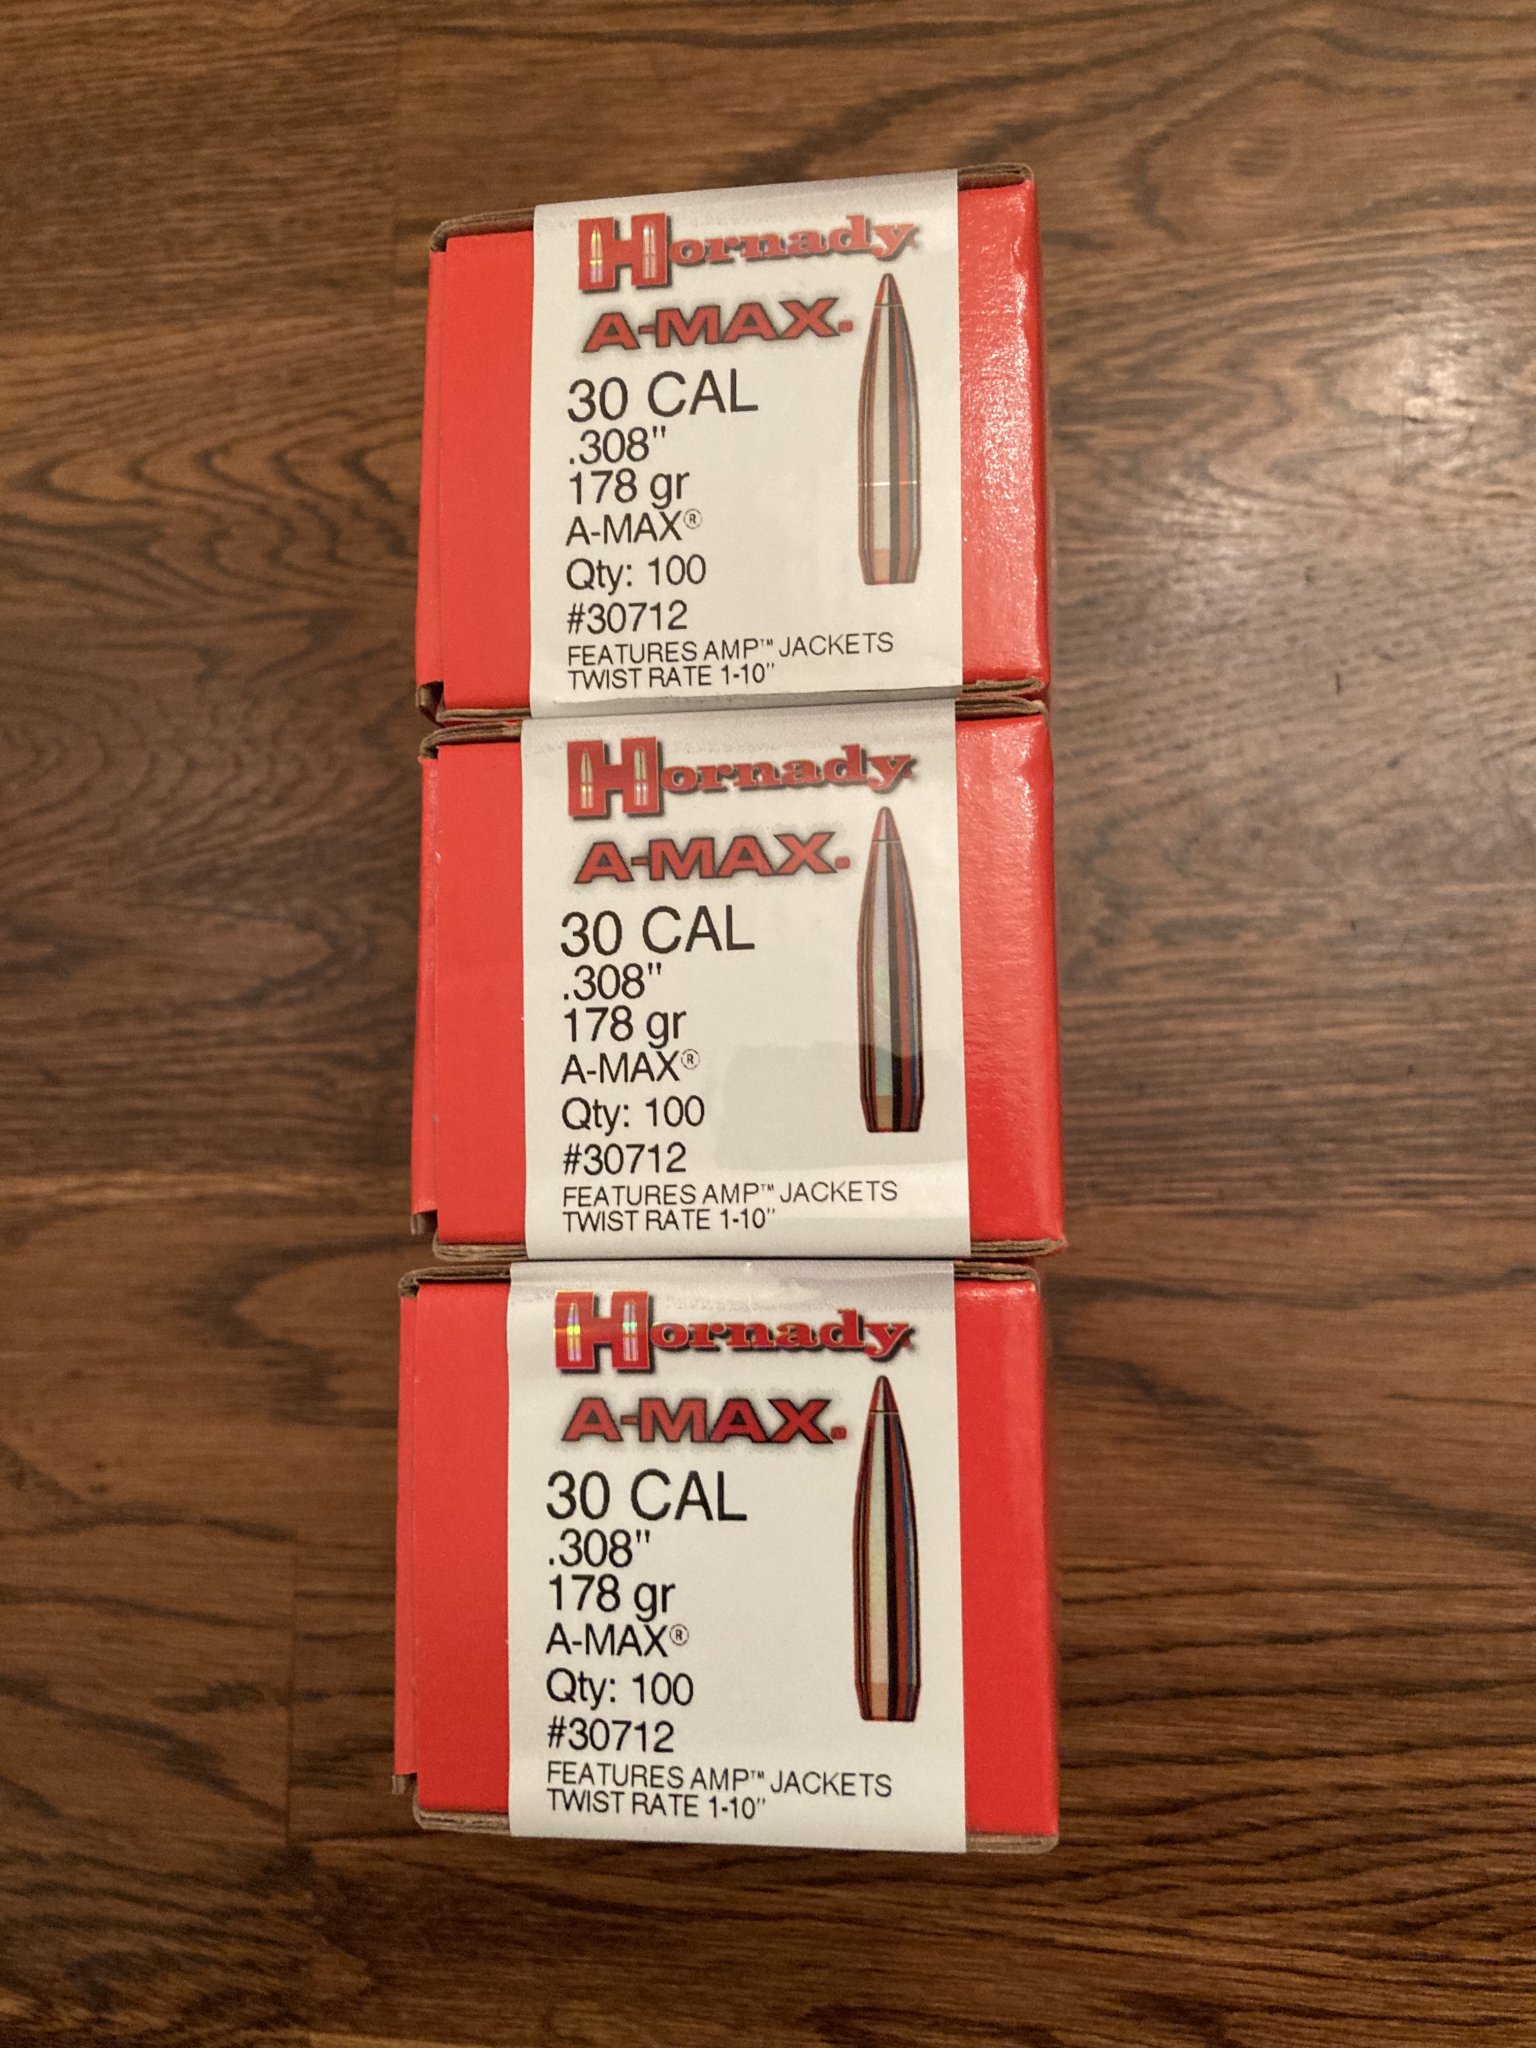 Hornady
A-MAX.
30 CAL
.308"
178 gr
A-MAX®
Qty: 100
#30712
FEATURES AMP™ JACKETS
TWIST RATE 1-10"
Hornady
A-MAX.
30 CAL
.308"
178 gr
A-MAX®
Qty: 100
#30712
FEATURES AMP™ JACKETS
TWIST RATE 1-10"
Hornady
A-MAX.
30 CAL
.308"
178 gr
A-MAX®
Qty: 100
#30712
FEATURES AMP™ JACKETS
TWIST RATE 1-10"